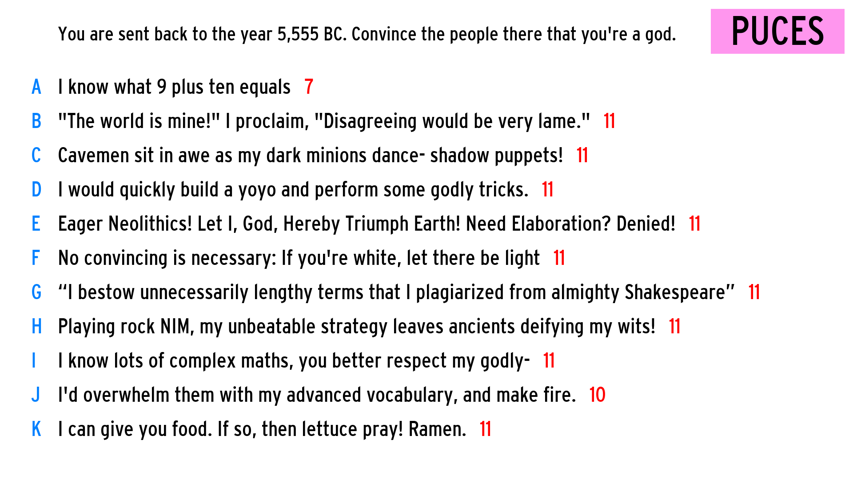 You are sent back to the year 5,555 BC. Convince the people there that you're a god.
PUCES
A I know what 9 plus ten equals 7
B "The world is mine!" I proclaim, "Disagreeing would be very lame." 11
C Cavemen sit in awe as my dark minions dance- shadow puppets! 11
D I would quickly build a yoyo and perform some godly tricks. 11
E Eager Neolithics! Let I, God, Hereby Triumph Earth! Need Elaboration? Denied! 11
F No convincing is necessary: If you're white, let there be light 11
G “I bestow unnecessarily lengthy terms that I plagiarized from almighty Shakespeare” 11
H Playing rock NIM, my unbeatable strategy leaves ancients deifying my wits! 11
I I know lots of complex maths, you better respect my godly- 11
J I'd overwhelm them with my advanced vocabulary, and make fire. 10
K I can give you food. If so, then lettuce pray! Ramen. 11